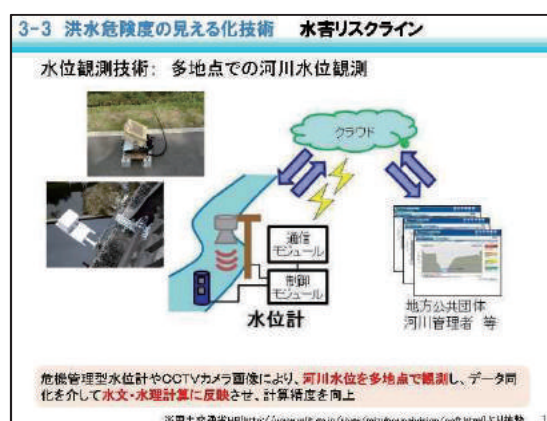 3-3 洪水危険度の見える化技術 水害リスクライン
水位観測技術: 多地点での河川水位観測
クラウド
通信
モジュール
制御
モジュール
水位計
地方公共団体
河川管理者 等
危機管理型水位計やCCTVカメラ画像により、河川水位を多地点で観測し、データ同
化を介して水文・水理計算に反映させ、計算精度を向上